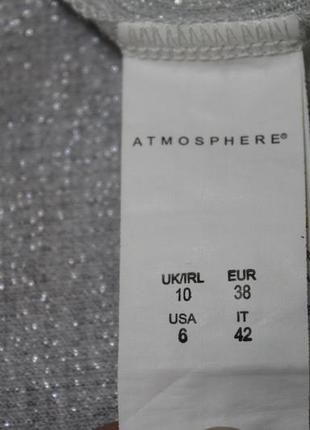 ATMOSPHERE®
UK/IRL EUR
10 38
USA IT
6 42